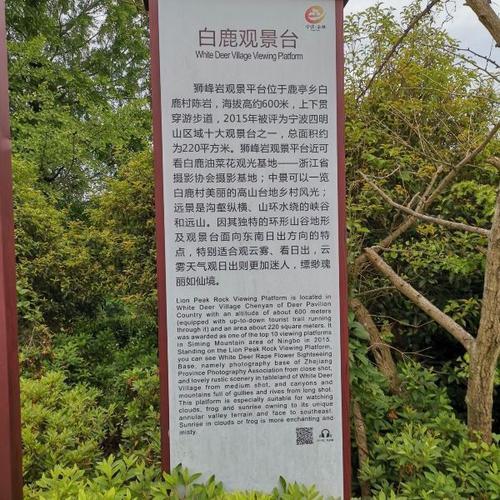 白鹿观景台
White Deer Village Viewing Platform
狮峰岩观景平台位于鹿亭乡白
鹿村陈岩，海拔高约600米，上下贯
穿游步道，2015年被评为宁波四明
山区域十大观景台之一，总面积约
为220平方米。狮峰岩观景平台近可
看白鹿油菜花观光基地——浙江省
摄影协会摄影基地；中景可以一览
白鹿村美丽的高山台地乡村风光；
远景是沟壑纵横、山环水绕的峡谷
和远山。因其独特的环形山谷地形
及观景台面向东南日出方向的特
点，特别适合观云雾、看日出，云
雾天气观日出则更加迷人，缥缈瑰
丽如仙境。
Lion Peak Rock Viewing Platform is located in
White Deer Village Chenyan of Deer Pavilion
Country with an altitude of about 600 meters
(equipped with up-to-down tourist trail running
through it) and an area about 220 square meters. It
was awarded as one of the top 10 viewing platforms
in Siming Mountain area of Ningbo in 2015.
Standing on the Lion Peak Rock Viewing Platform,
you can see White Deer Rape Flower Sightseeing
Base, namely photography base of Zhejiang
Province Photography Association from close shot,
and lovely rustic scenery in tableland of White Deer
Village from medium shot, and canyons and
mountains full of gullies and rives from long shot.
This platform is especially suitable for watching
clouds, frog and sunrise owning to its unique
annular valley terrain and face to southeast.
Sunrise in clouds or frog is more enchanting and
misty.